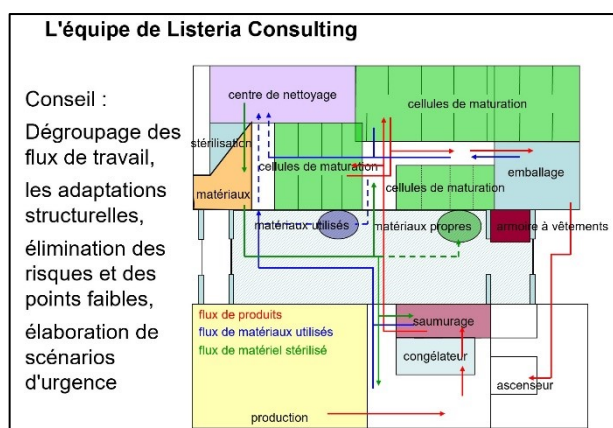 L'équipe de Listeria Consulting
Conseil :
Dégroupage des
flux de travail,
les adaptations
structurelles,
élimination des
risques et des
points faibles,
élaboration de
scénarios
d'urgence
centre de nettoyage
cellules de maturation
stérilisation
cellules de maturation
matériaux
cellules de maturation
emballage
matériaux utilisés
matériaux propres
armoire à vêtements
flux de produits
flux de matériaux utilisés
flux de matériel stérilisé
saumurage
congélateur
ascenseur
production